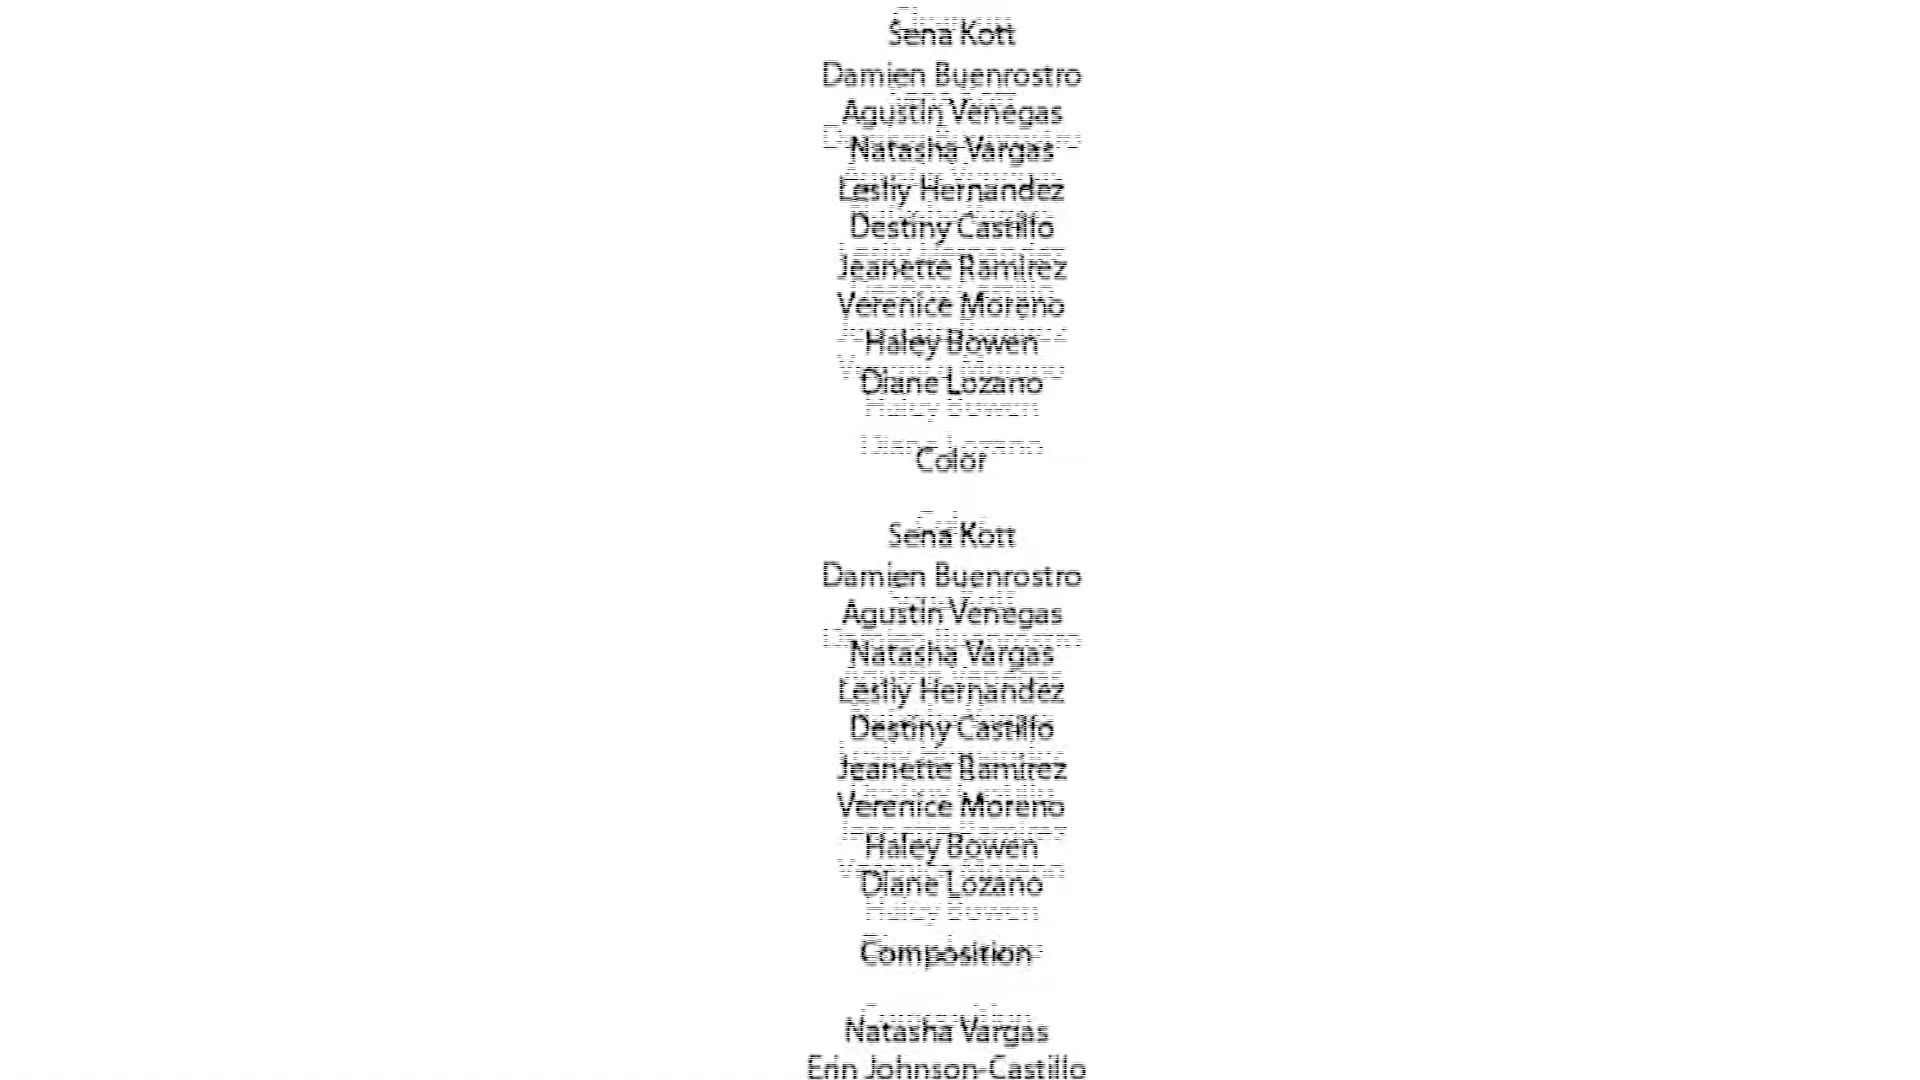 Sena Kott
Damien Buenrostro
Agustin Venegas
Natasha Vargas
Lesliy Hernandez
Destiny Castillo
Jeanette Ramirez
Verenice Moreno
Haley Bowen
Diane Lozano
Color
Sena Kott
Damien Buenrostro
Agustin Venegas
Natasha Vargas
Lesliy Hernandez
Destiny Castillo
Jeanette Ramirez
Verenice Moreno
Haley Bowen
Diane Lozano
Composition
Natasha Vargas
Erin Johnson-Castillo